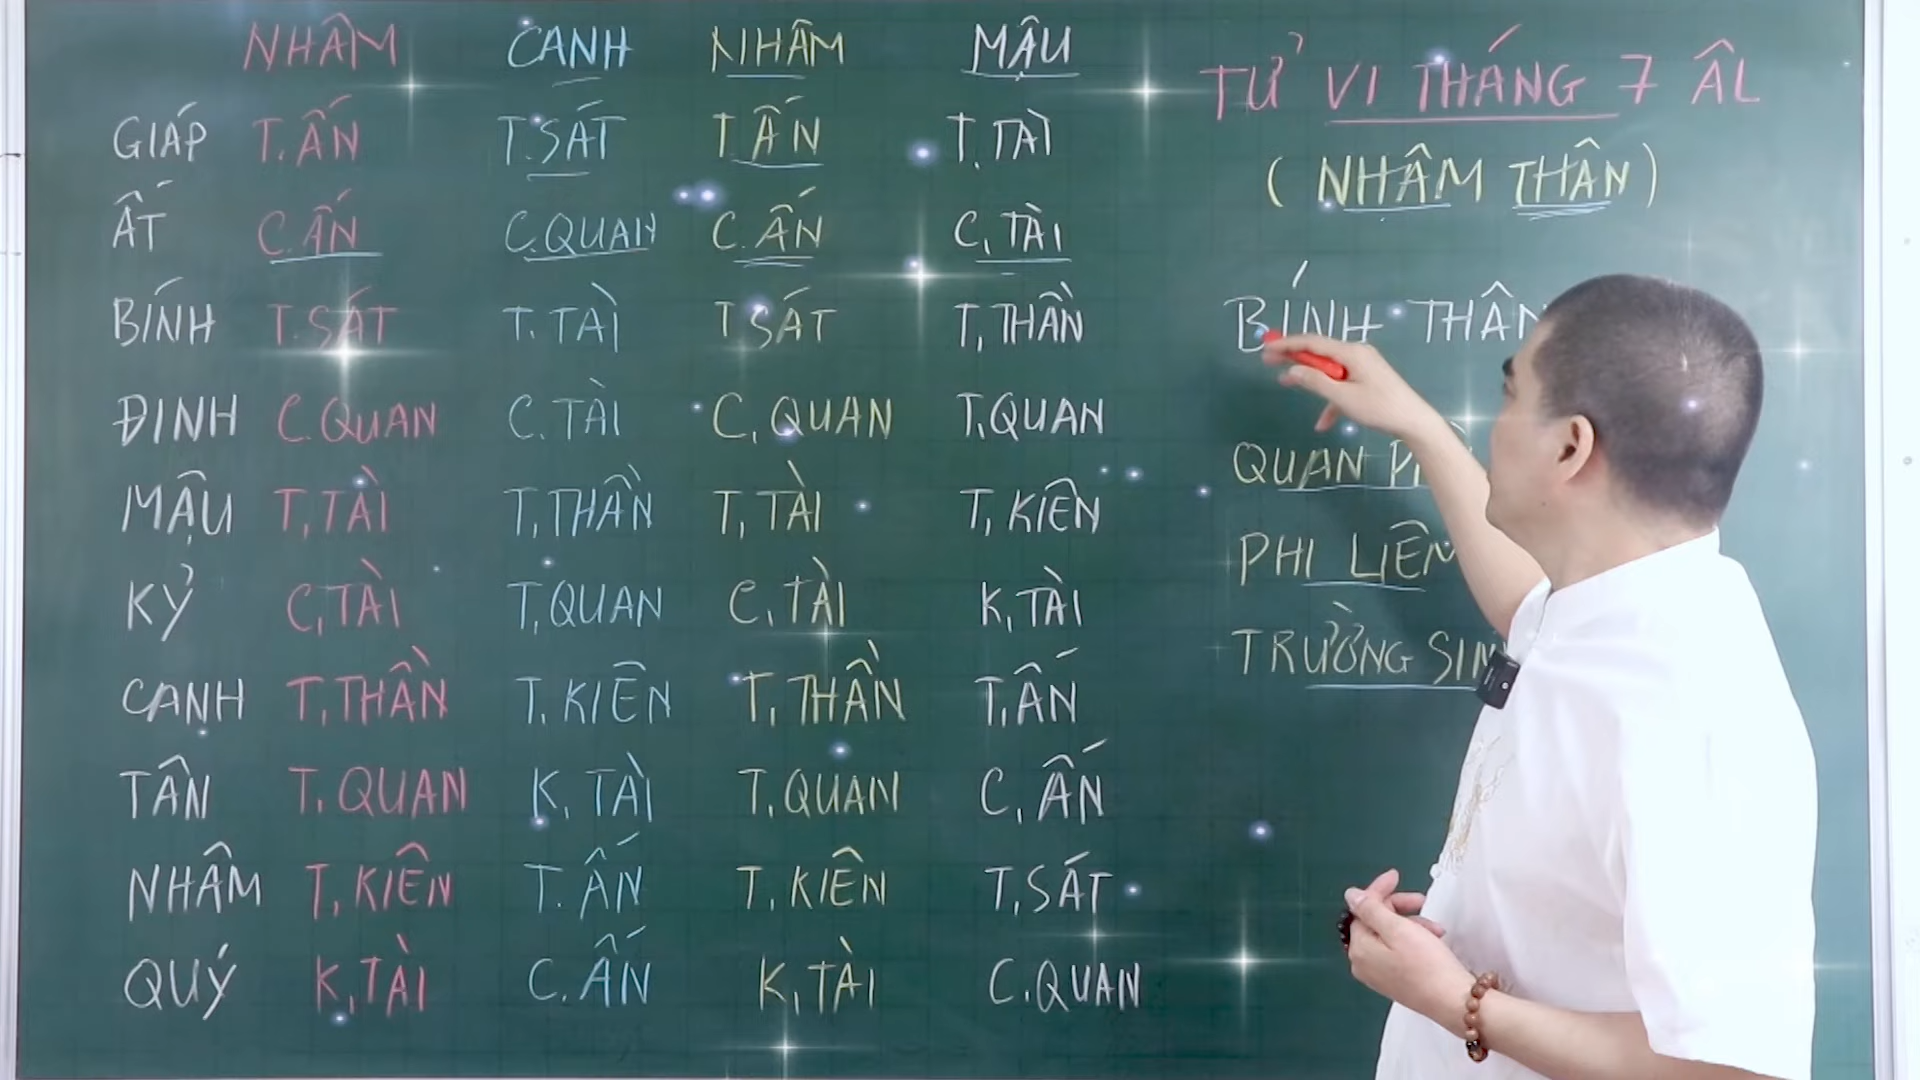 NHÂM CANH NHÂM MẬU
GIÁP T.ẤN T.SÁT T.ẤN T.TÀI
ẤT C.ẤN C.QUAN C.ẤN C.TÀI
BÍNH T.SÁT T.TÀI T.SÁT T.THẦN
ĐINH C.QUAN C.TÀI C.QUAN T.QUAN
MẬU T.TÀI T.THẦN T.TÀI T.KIÊN
KỶ C.TÀI T.QUAN C.TÀI K.TÀI
CANH T.THẦN T.KIÊN T.THẦN T.ẤN
TÂN T.QUAN K.TÀI T.QUAN C.ẤN
NHÂM T.KIÊN T.ẤN T.KIÊN T.SÁT
QUÝ K.TÀI C.ẤN K.TÀI C.QUAN
TỬ VI THÁNG 7 ÂL
(NHÂM THÂN)
BÍNH THÂN
QUAN
PHI LIÊM
TRƯỜNG SIN